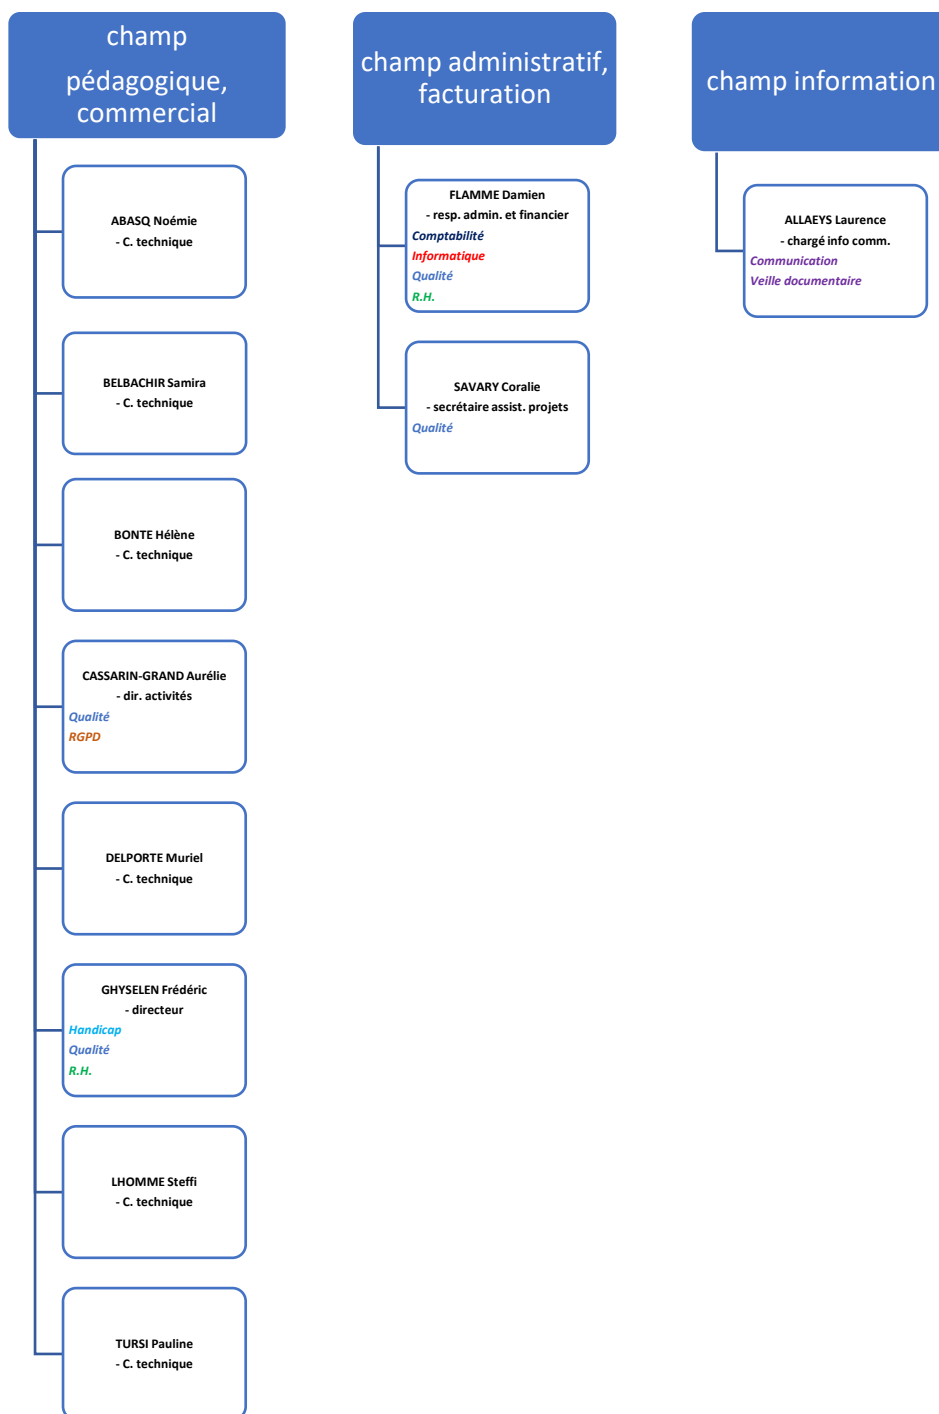 champ
pédagogique,
commercial
ABASQ Noémie
- C. technique
BELBACHIR Samira
- C. technique
BONTE Hélène
- C. technique
CASSARIN-GRAND Aurélie
- dir. activités
Qualité
RGPD
DELPORTE Muriel
- C. technique
GHYSELEN Frédéric
- directeur
Handicap
Qualité
R.H.
LHOMME Steffi
- C. technique
TURSI Pauline
- C. technique
champ administratif,
facturation
FLAMME Damien
- resp. admin. et financier
Comptabilité
Informatique
Qualité
R.H.
SAVARY Coralie
- secrétaire assist. projets
Qualité
champ information
ALLAEYS Laurence
- chargé info comm.
Communication
Veille documentaire